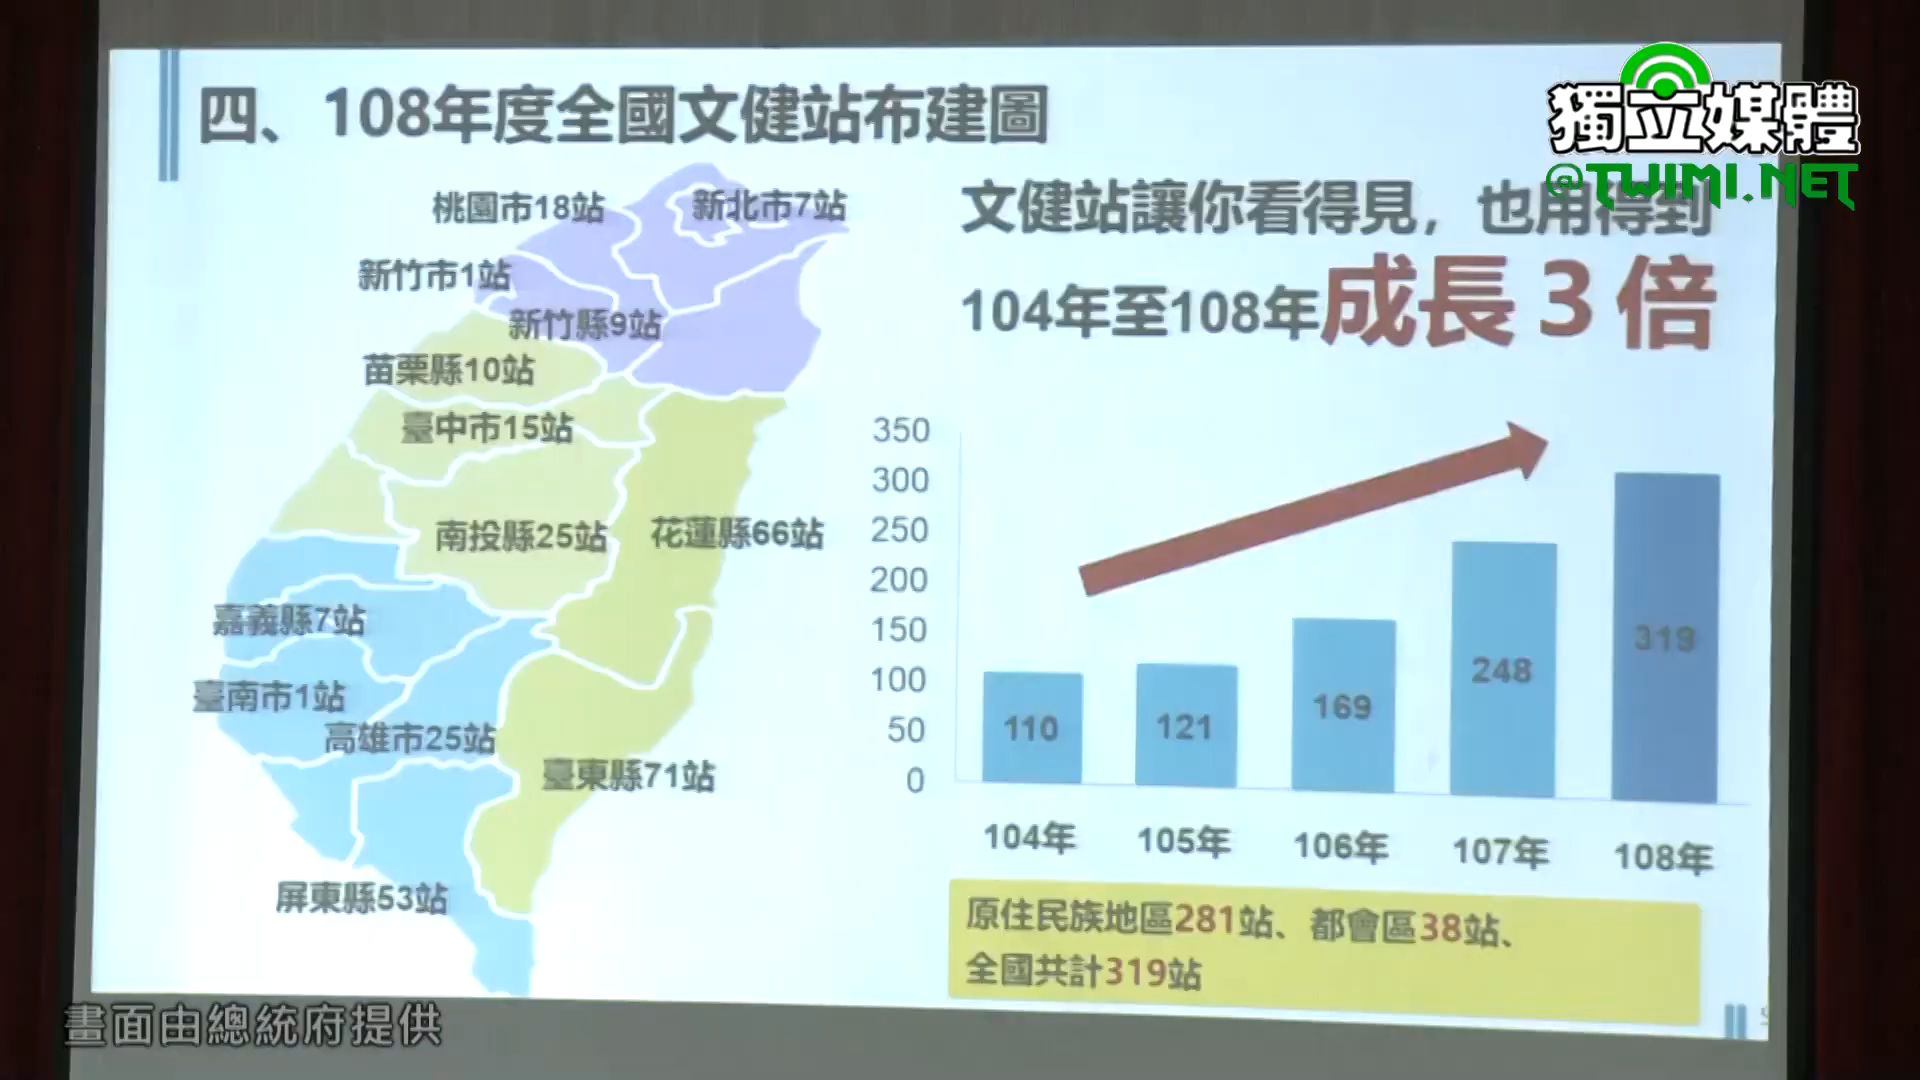 獨立媒體
@TWIMI.NET
四、108年度全國文健站布建圖
桃園市18站
新北市7站
新竹市1站
新竹縣9站
苗栗縣10站
臺中市15站
南投縣25站
花蓮縣66站
嘉義縣7站
臺南市1站
高雄市25站
臺東縣71站
屏東縣53站
文健站讓你看得見，也用得到
104年至108年成長3倍
350
300
250
200
150
100
50
0
110
121
169
248
319
104年
105年
106年
107年
108年
原住民族地區281站、都會區38站、
全國共計319站
畫面由總統府提供